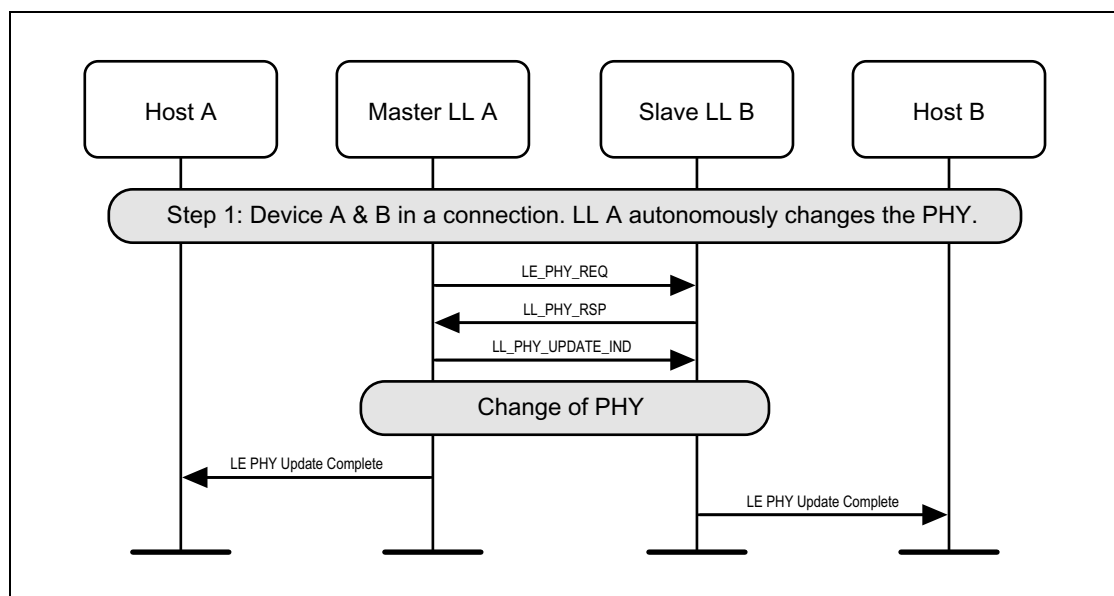 Host A
Master LL A
Slave LL B
Host B
Step 1: Device A & B in a connection. LL A autonomously changes the PHY.
LE_PHY_REQ
LL_PHY_RSP
LL_PHY_UPDATE_IND
Change of PHY
LE PHY Update Complete
LE PHY Update Complete